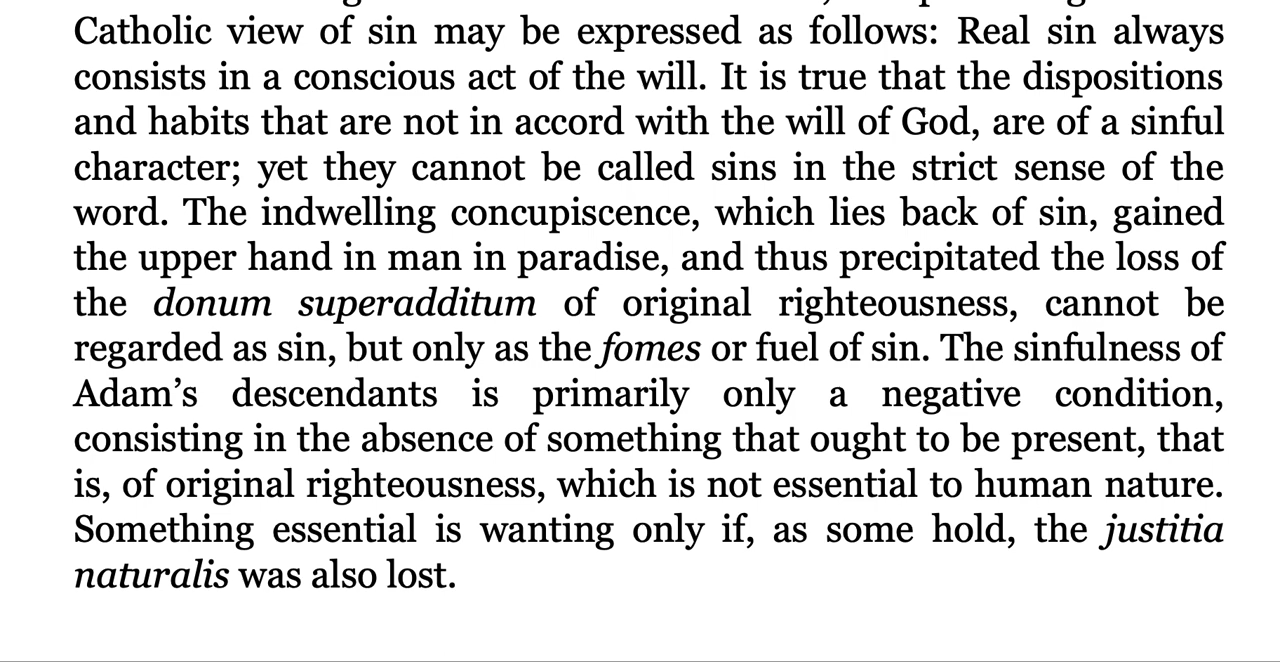 Catholic view of sin may be expressed as follows: Real sin always
consists in a conscious act of the will. It is true that the dispositions
and habits that are not in accord with the will of God, are of a sinful
character; yet they cannot be called sins in the strict sense of the
word. The indwelling concupiscence, which lies back of sin, gained
the upper hand in man in paradise, and thus precipitated the loss of
the donum superadditum of original righteousness, cannot be
regarded as sin, but only as the fomes or fuel of sin. The sinfulness of
Adam’s descendants is primarily only a negative condition,
consisting in the absence of something that ought to be present, that
is, of original righteousness, which is not essential to human nature.
Something essential is wanting only if, as some hold, the justitia
naturalis was also lost.